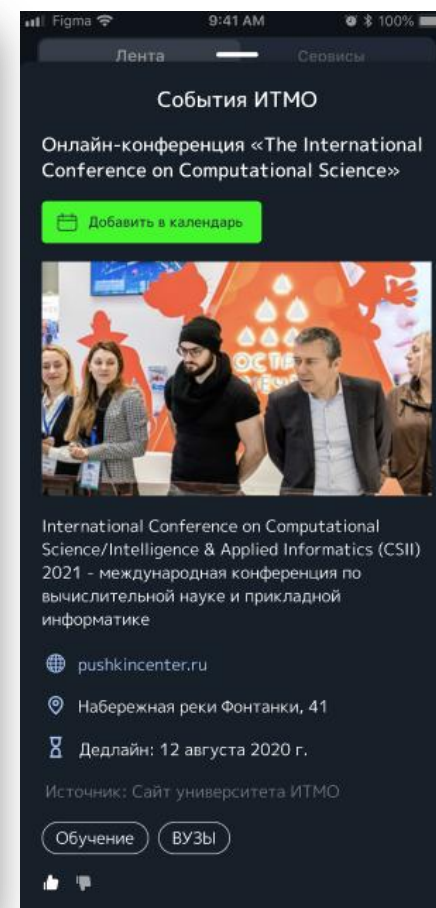 Figma 9:41 AM 100%
Лента Сервисы
События ИТМО
Онлайн-конференция «The International
Conference on Computational Science»
Добавить в календарь
International Conference on Computational
Science/Intelligence & Applied Informatics (CSII)
2021 - международная конференция по
вычислительной науке и прикладной
информатике
pushkincenter.ru
Набережная реки Фонтанки, 41
Дедлайн: 12 августа 2020 г.
Источник: Сайт университета ИТМО
Обучение ВУЗЫ